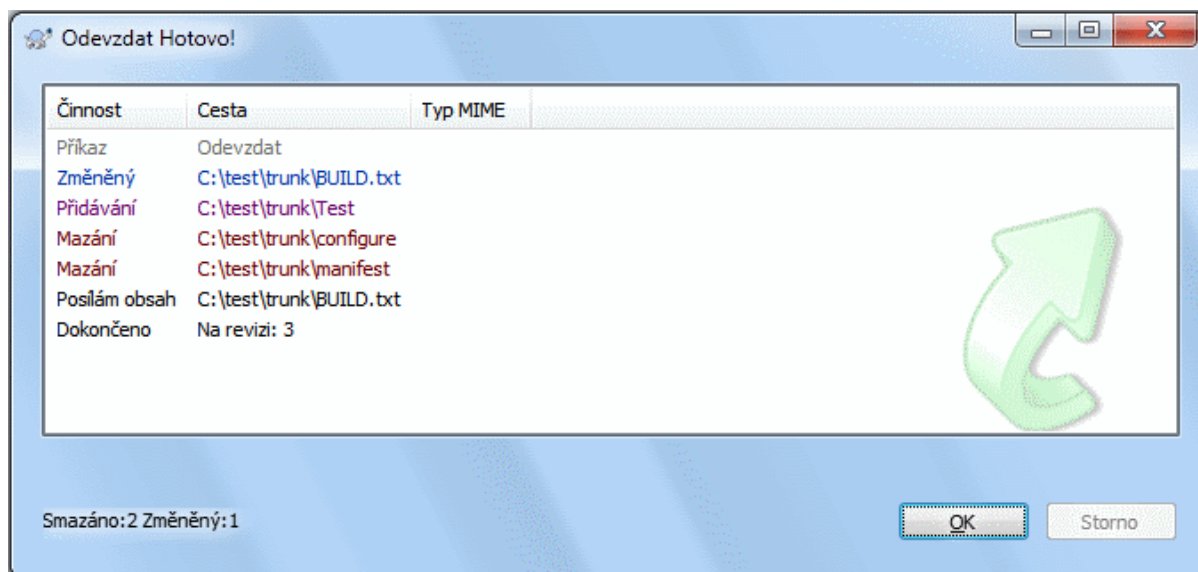 Odevzdat Hotovo!
Činnost Cesta Typ MIME
Příkaz Odevzdat
Změněný C:\test\trunk\BUILD.txt
Přidávání C:\test\trunk\Test
Mazání C:\test\trunk\configure
Mazání C:\test\trunk\manifest
Posílám obsah C:\test\trunk\BUILD.txt
Dokončeno Na revizi: 3
Smazáno:2 Změněný:1
OK Storno